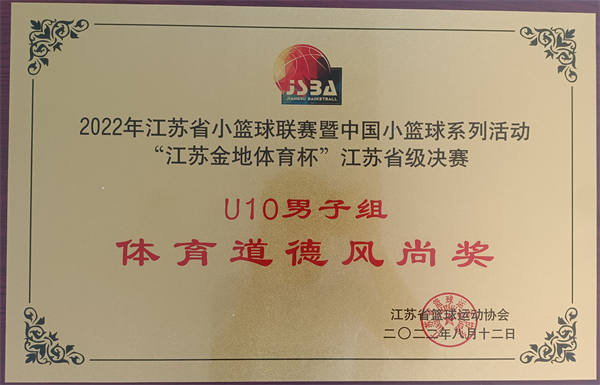 JSBA
JIANGSU BASKETBALL
2022年江苏省小篮球联赛暨中国小篮球系列活动
“江苏金地体育杯”江苏省级决赛
U10男子组
体育道德风尚奖
江苏省篮球运动协会
二〇二二年八月十二日